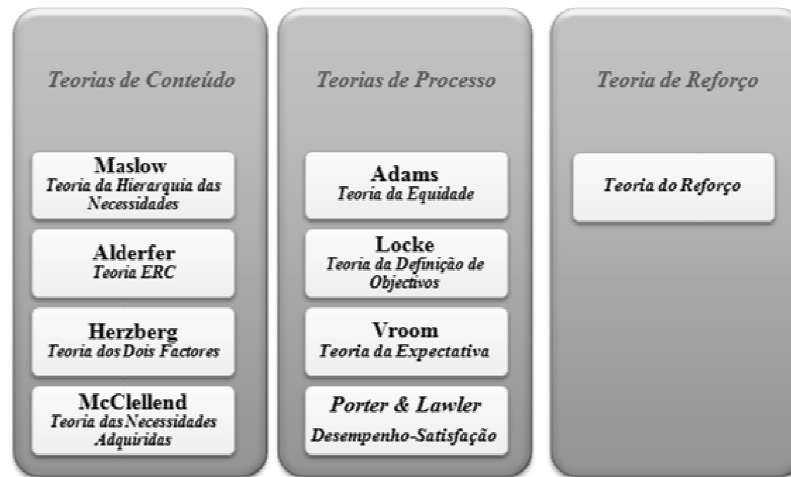 Teorias de Conteúdo
Maslow
Teoria da Hierarquia das
Necessidades
Alderfer
Teoria ERC
Herzberg
Teoria dos Dois Factores
McClellend
Teoria das Necessidades
Adquiridas
Teorias de Processo
Adams
Teoria da Equidade
Locke
Teoria da Definição de
Objectivos
Vroom
Teoria da Expectativa
Porter & Lawler
Desempenho-Satisfação
Teoria de Reforço
Teoria do Reforço